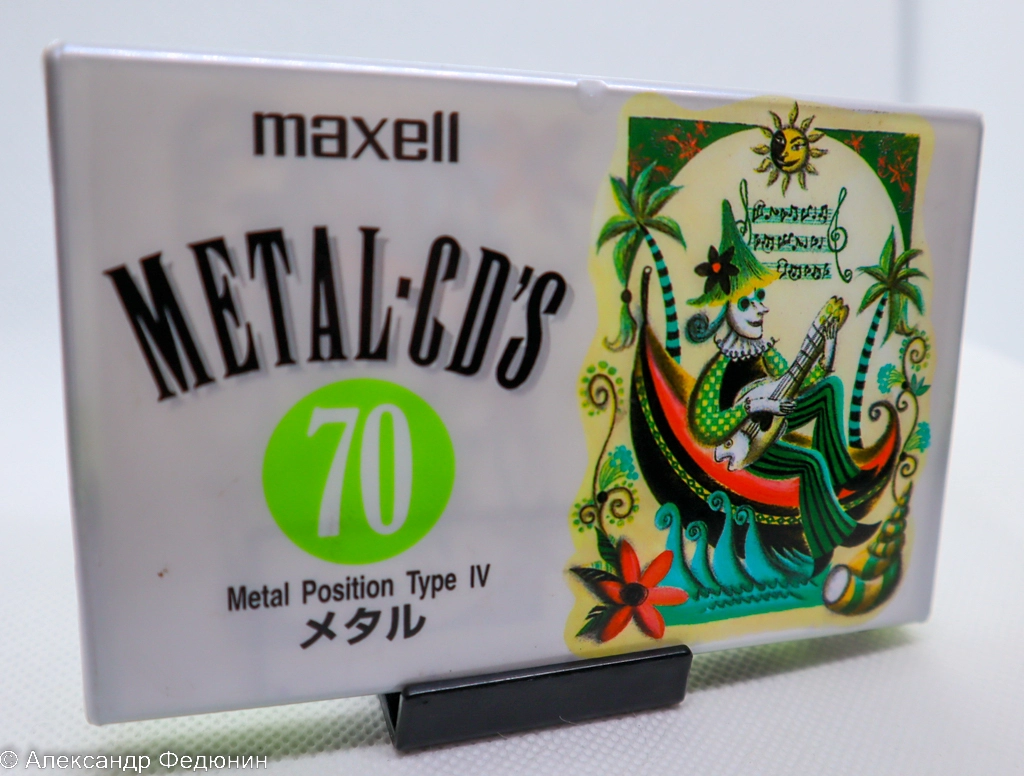 maxell
METAL·CD'S
70
Metal Position Type IV
メタル
© Александр Федюнин